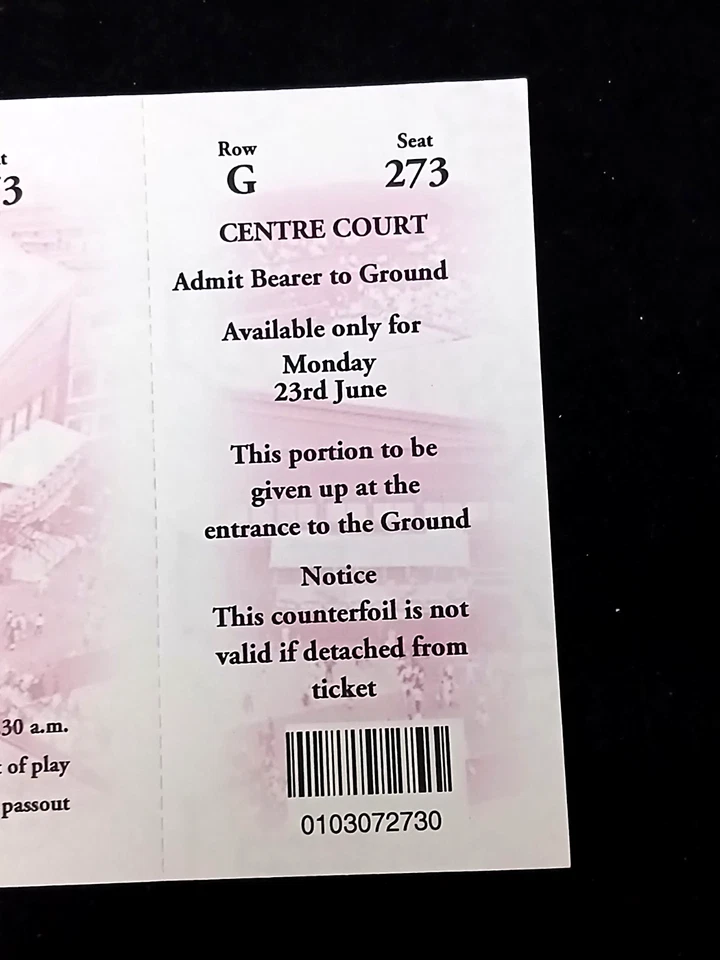 t
3
30 a.m.
of play
passout
Row
G
Seat
273
CENTRE COURT
Admit Bearer to Ground
Available only for
Monday
23rd June
This portion to be
given up at the
entrance to the Ground
Notice
This counterfoil is not
valid if detached from
ticket
0103072730